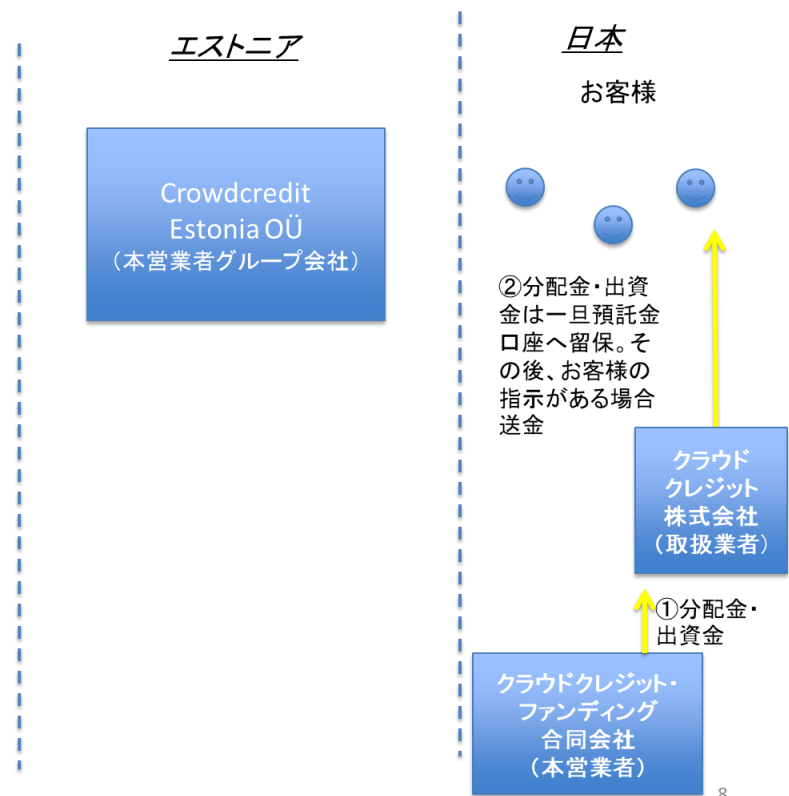 エストニア
日本
お客様
Crowdcredit
Estonia OÜ
（本営業者グループ会社）
②分配金・出資
金は一旦預託金
口座へ留保。そ
の後、お客様の
指示がある場合
送金
クラウド
クレジット
株式会社
（取扱業者）
①分配金・
出資金
クラウドクレジット・
ファンディング
合同会社
（本営業者）
8